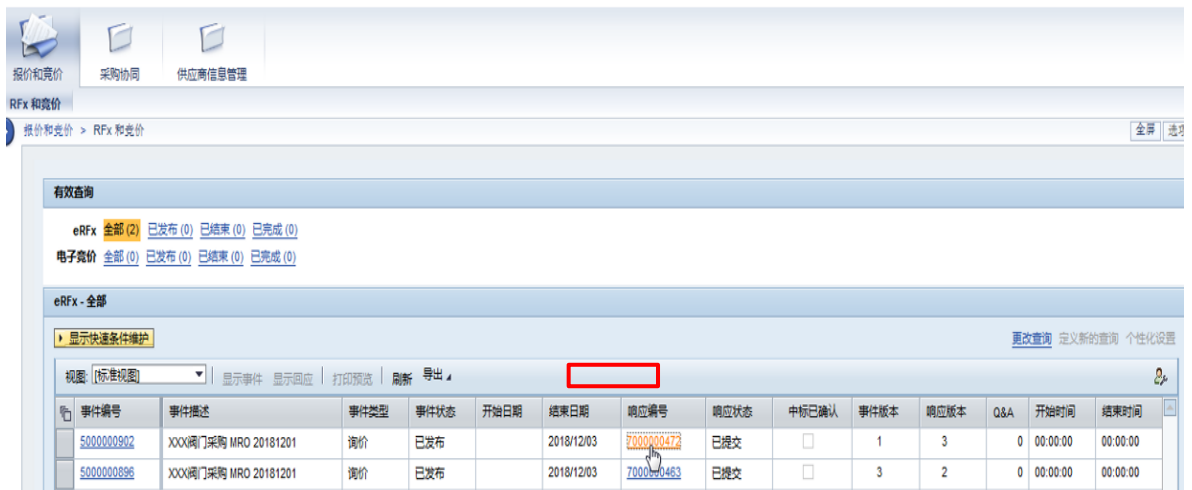 报价和竞价 采购协同 供应商信息管理
RFx 和竞价
报价和竞价 > RFx 和竞价 全屏
有效查询
eRFx 全部 (2) 已发布 (0) 已结束 (0) 已完成 (0)
电子竞价 全部 (0) 已发布 (0) 已结束 (0) 已完成 (0)
eRFx - 全部
显示快速条件维护 更改查询 定义新的查询 个性化设置
视图: [标准视图] 显示事件 显示回应 打印预览 刷新 导出
事件编号 事件描述 事件类型 事件状态 开始日期 结束日期 响应编号 响应状态 中标已确认 事件版本 响应版本 Q&A 开始时间 结束时间
5000000902 XXX阀门采购 MRO 20181201 询价 已发布 2018/12/03 7000000472 已提交 1 3 0 00:00:00 00:00:00
5000000896 XXX阀门采购 MRO 20181201 询价 已发布 2018/12/03 7000000463 已提交 3 2 0 00:00:00 00:00:00